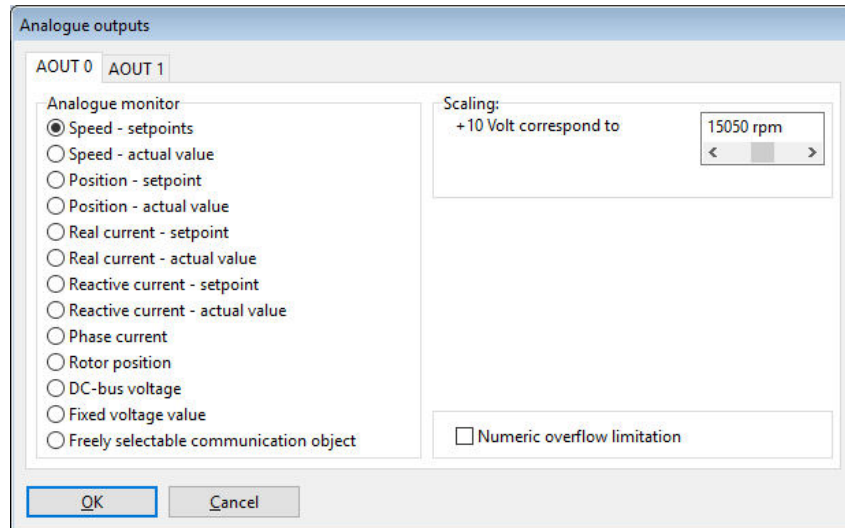 Analogue outputs
AOUT 0 AOUT 1
Analogue monitor
Speed - setpoints
Speed - actual value
Position - setpoint
Position - actual value
Real current - setpoint
Real current - actual value
Reactive current - setpoint
Reactive current - actual value
Phase current
Rotor position
DC-bus voltage
Fixed voltage value
Freely selectable communication object
Scaling:
+10 Volt correspond to 15050 rpm
Numeric overflow limitation
OK Cancel